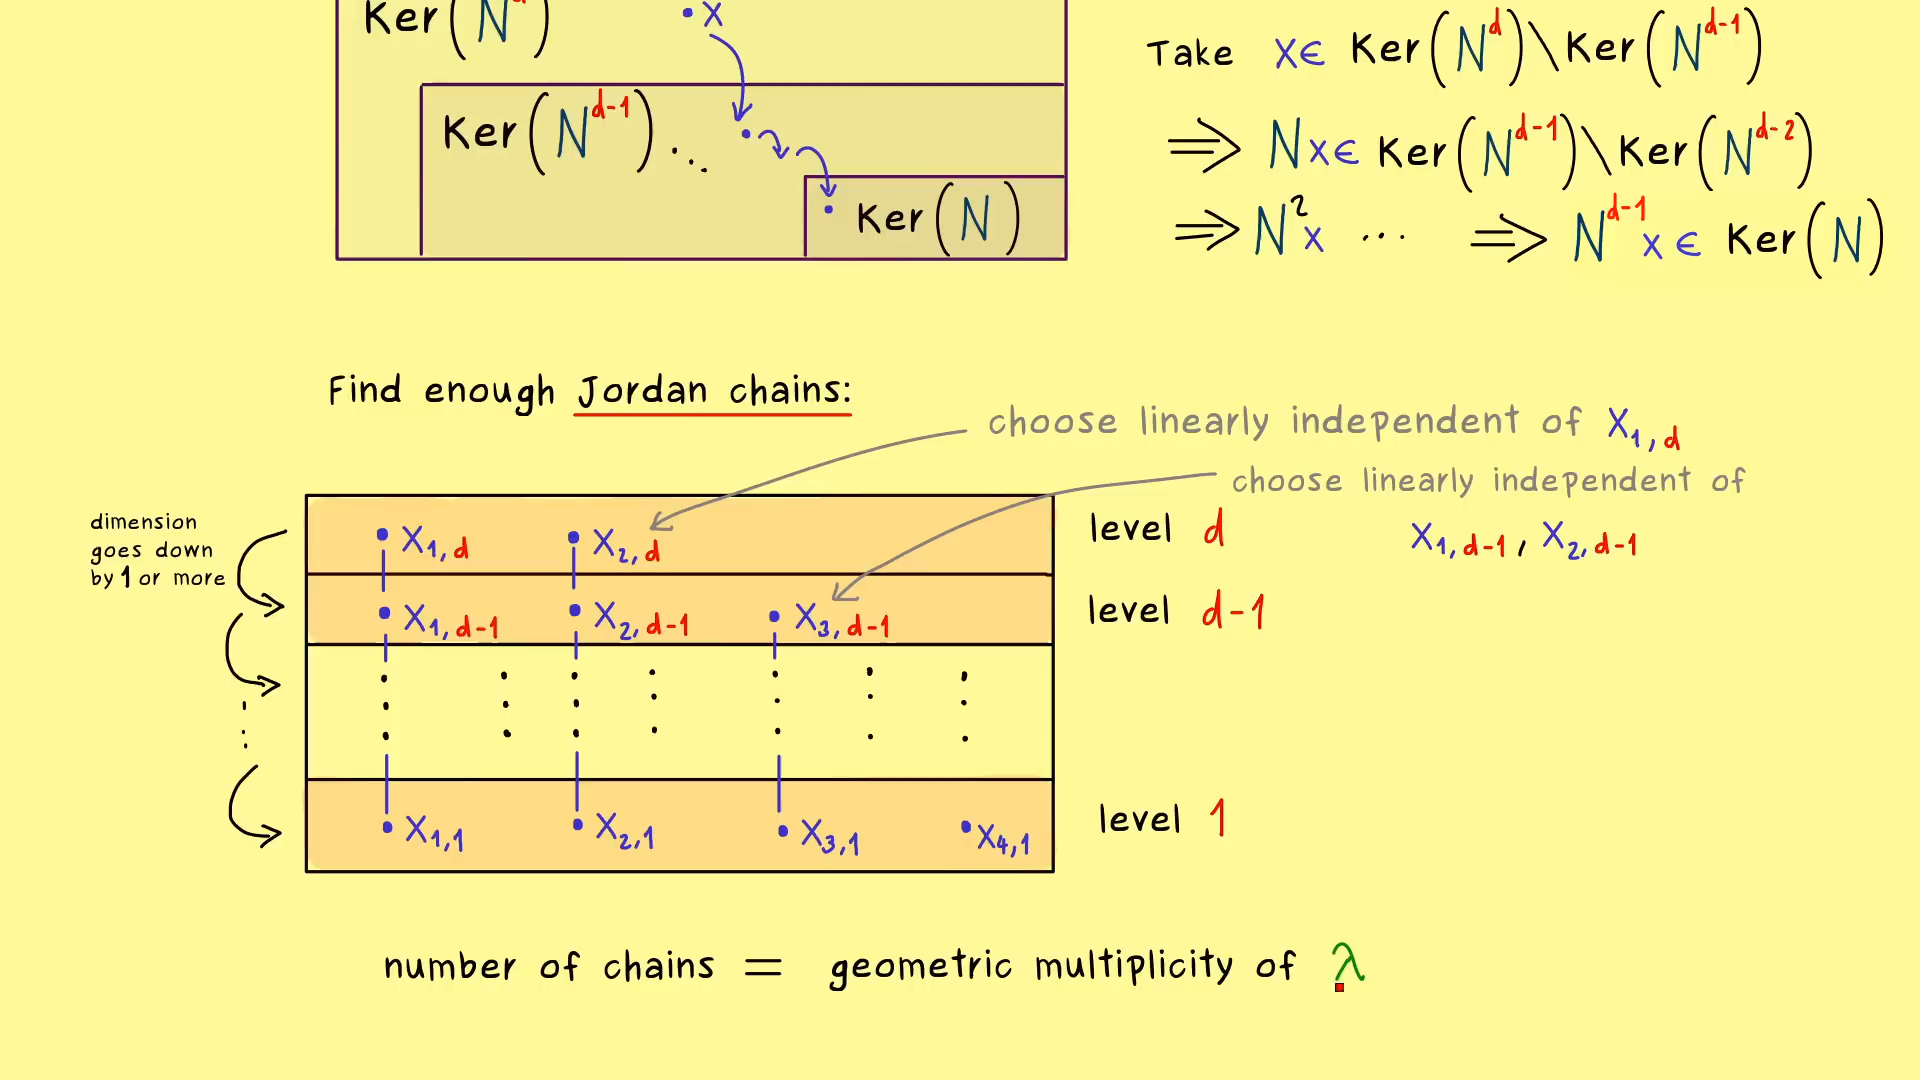 Ker(N^d)
x
Ker(N^{d-1}) ...
Ker(N)
Take x ∈ Ker(N^d) \ Ker(N^{d-1})
⇒ N x ∈ Ker(N^{d-1}) \ Ker(N^{d-2})
⇒ N^2 x ... ⇒ N^{d-1} x ∈ Ker(N)
Find enough Jordan chains:
choose linearly independent of x_{1,d}
choose linearly independent of
x_{1,d-1}, x_{2,d-1}
dimension
goes down
by 1 or more
x_{1,d} x_{2,d} level d
x_{1,d-1} x_{2,d-1} x_{3,d-1} level d-1
x_{1,1} x_{2,1} x_{3,1} x_{4,1} level 1
number of chains = geometric multiplicity of λ